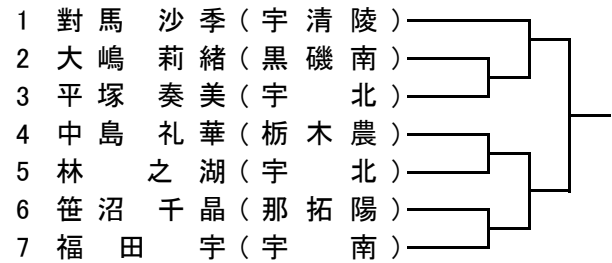 1 對馬 沙季(宇清陵)
2 大嶋 莉緒(黒磯南)
3 平塚 奏美(宇 北)
4 中島 礼華(栃木農)
5 林 之湖(宇 北)
6 笹沼 千晶(那拓陽)
7 福田 宇(宇 南)